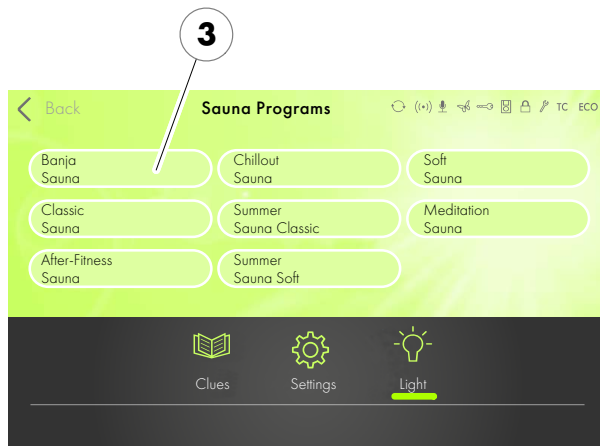 3
Back
Sauna Programs
TC ECO
Banja
Sauna
Chillout
Sauna
Soft
Sauna
Classic
Sauna
Summer
Sauna Classic
Meditation
Sauna
After-Fitness
Sauna
Summer
Sauna Soft
Clues
Settings
Light